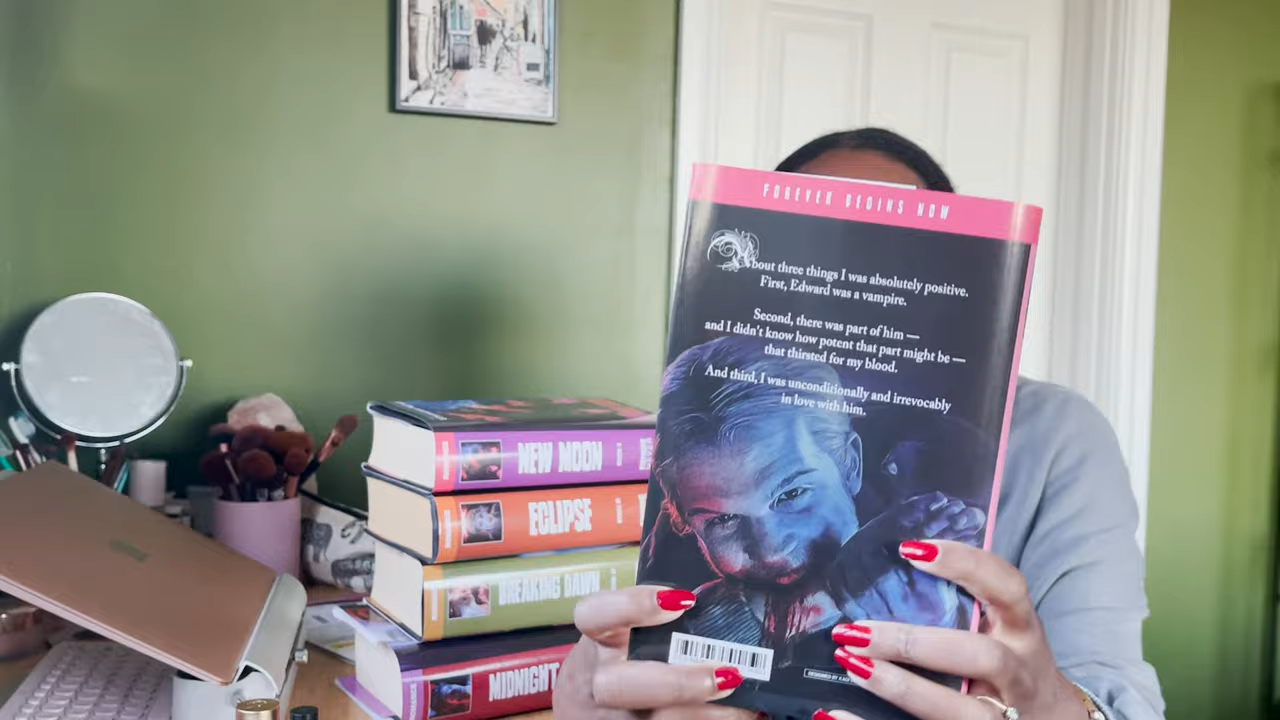 FOREVER BEGINS NOW
About three things I was absolutely positive.
First, Edward was a vampire.
Second, there was part of him —
and I didn't know how potent that part might be —
that thirsted for my blood.
And third, I was unconditionally and irrevocably
in love with him.
NEW MOON
ECLIPSE
BREAKING DAWN
MIDNIGHT